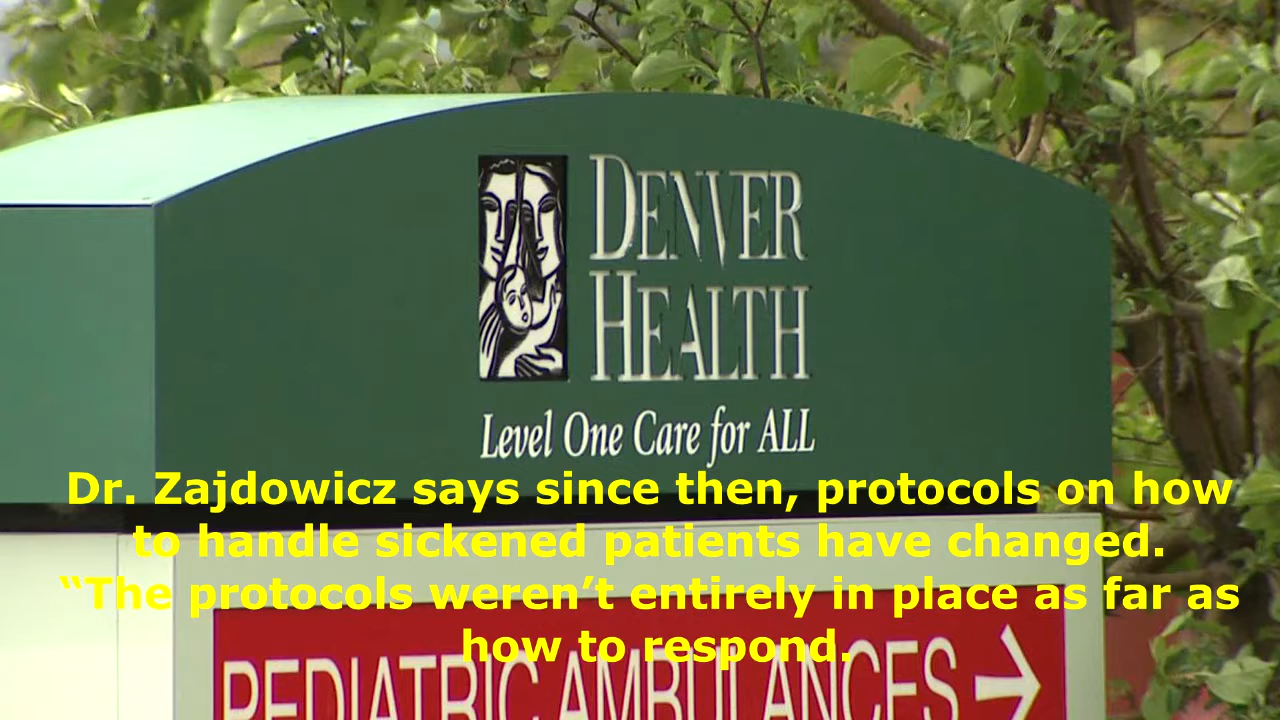 DENVER
HEALTH
Level One Care for ALL
Dr. Zajdowicz says since then, protocols on how
to handle sickened patients have changed.
“The protocols weren’t entirely in place as far as
how to respond.
PEDIATRIC AMBULANCES